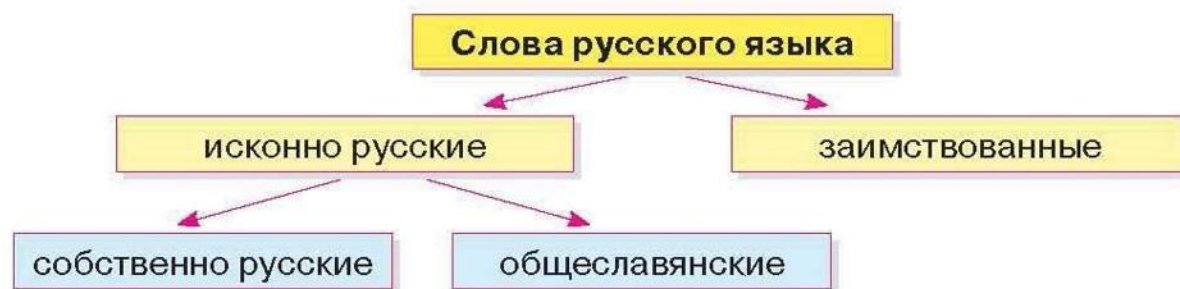 Слова русского языка
исконно русские
заимствованные
собственно русские
общеславянские